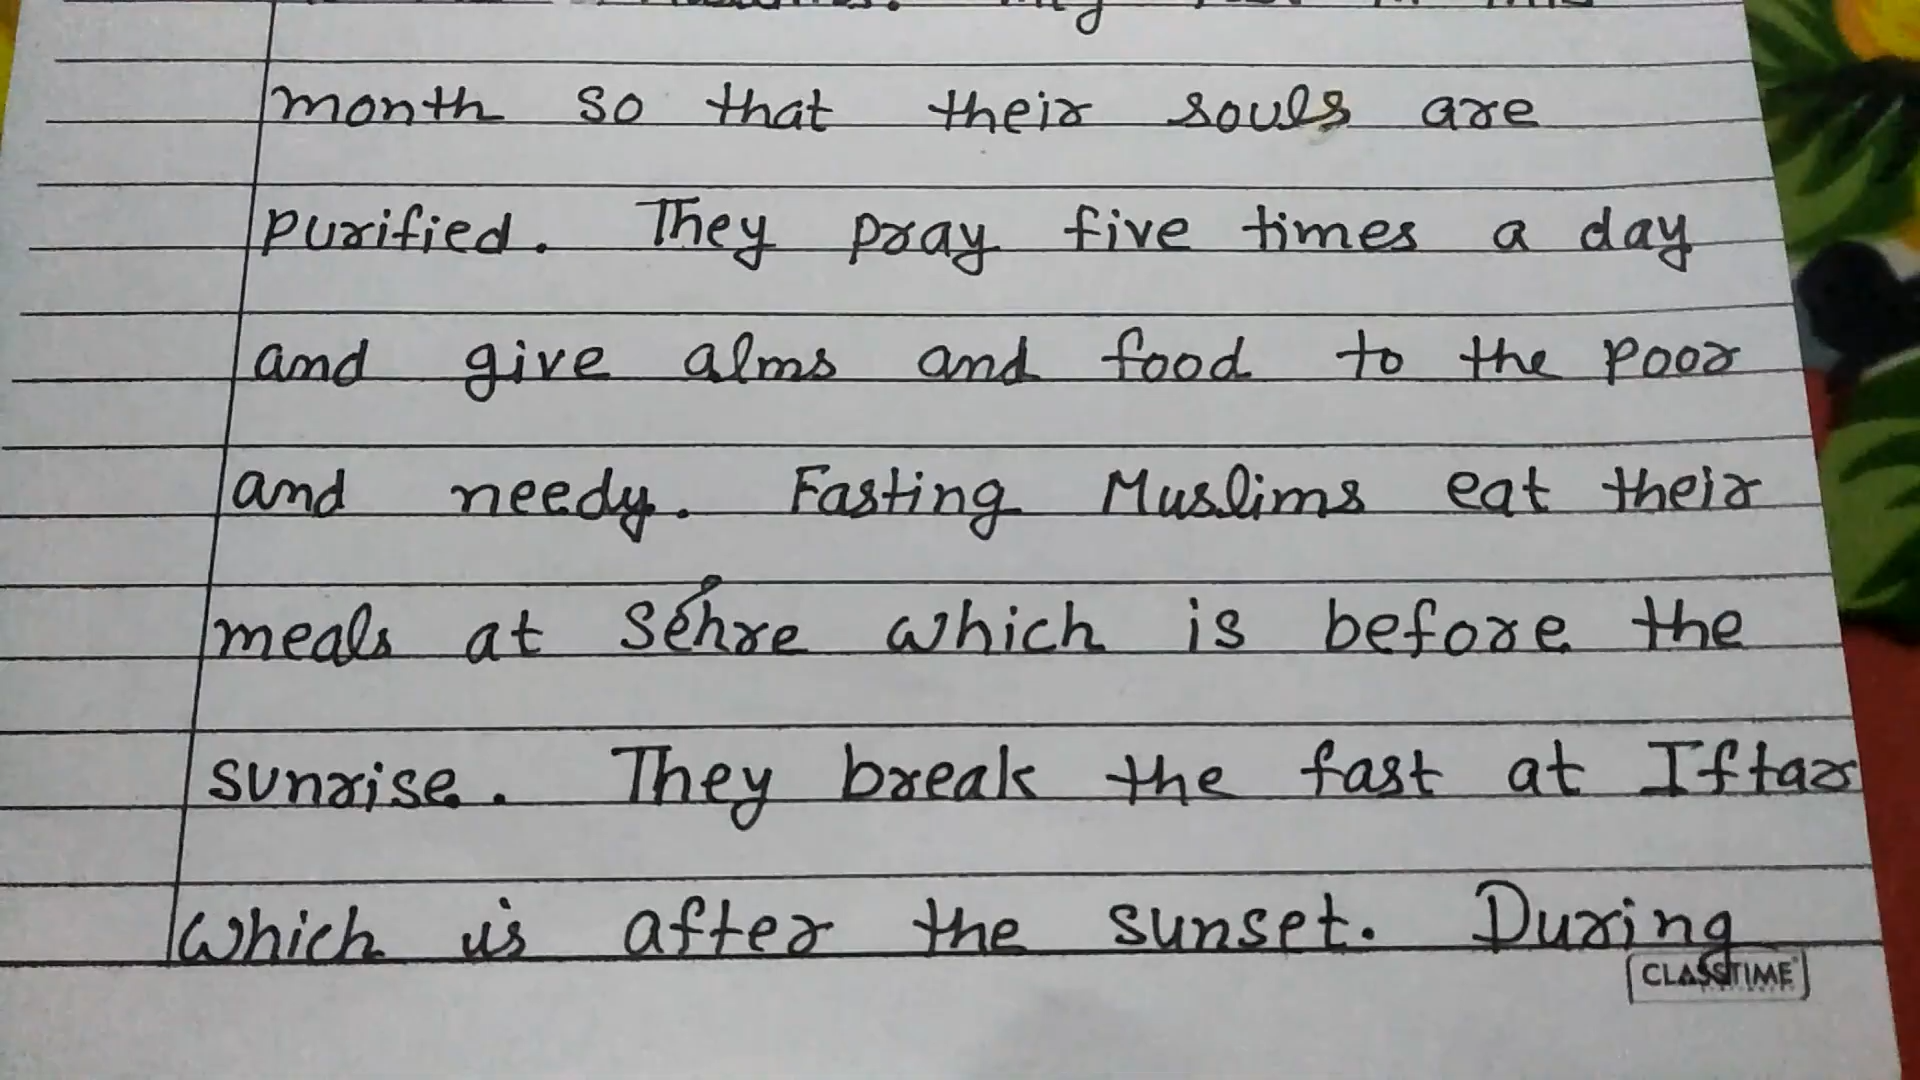 month so that their souls are
purified. They pray five times a day
and give alms and food to the poor
and needy. Fasting Muslims eat their
meals at Sehre which is before the
sunrise. They break the fast at Iftar
which is after the sunset. During
CLASSTIME